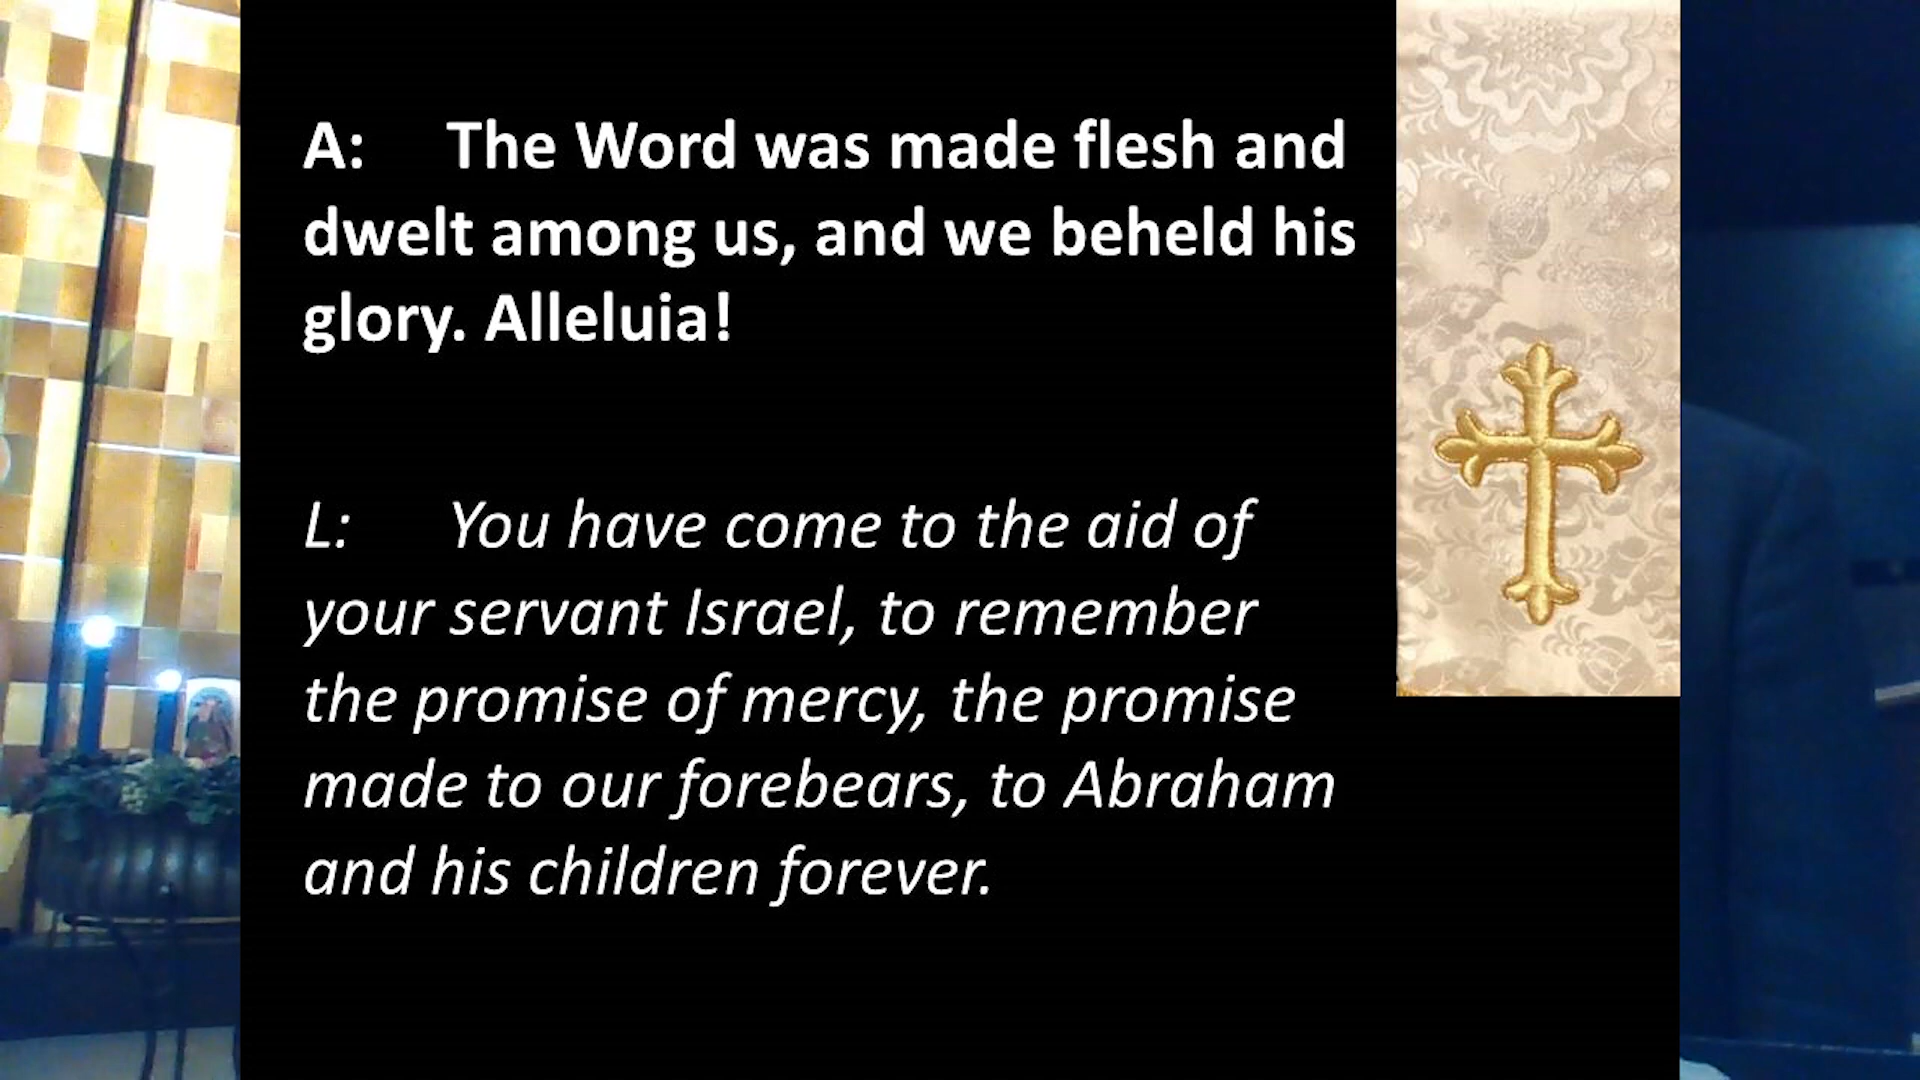 A: The Word was made flesh and
dwelt among us, and we beheld his
glory. Alleluia!
L: You have come to the aid of
your servant Israel, to remember
the promise of mercy, the promise
made to our forebears, to Abraham
and his children forever.